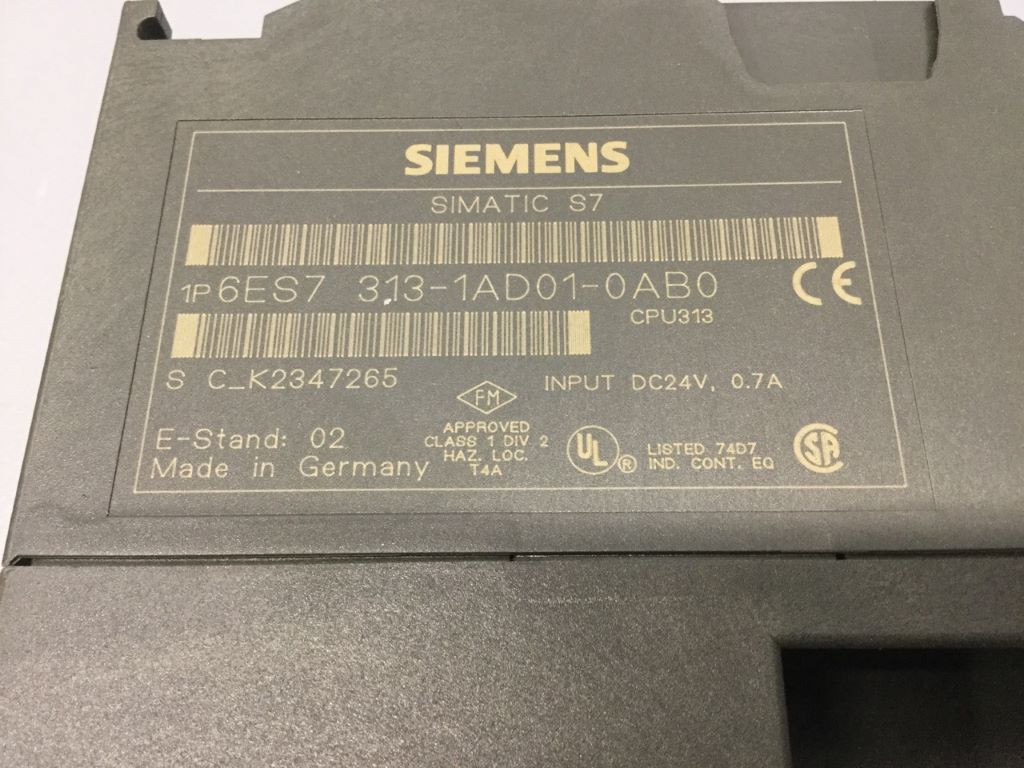 SIEMENS
SIMATIC S7
1P 6ES7 313-1AD01-0AB0
CE
CPU313
S C_K2347265
INPUT DC24V, 0.7A
FM
APPROVED
CLASS 1 DIV 2
HAZ. LOC.
T4A
E-Stand: 02
Made in Germany
UL ®
LISTED 74D7
IND. CONT. EQ
SA